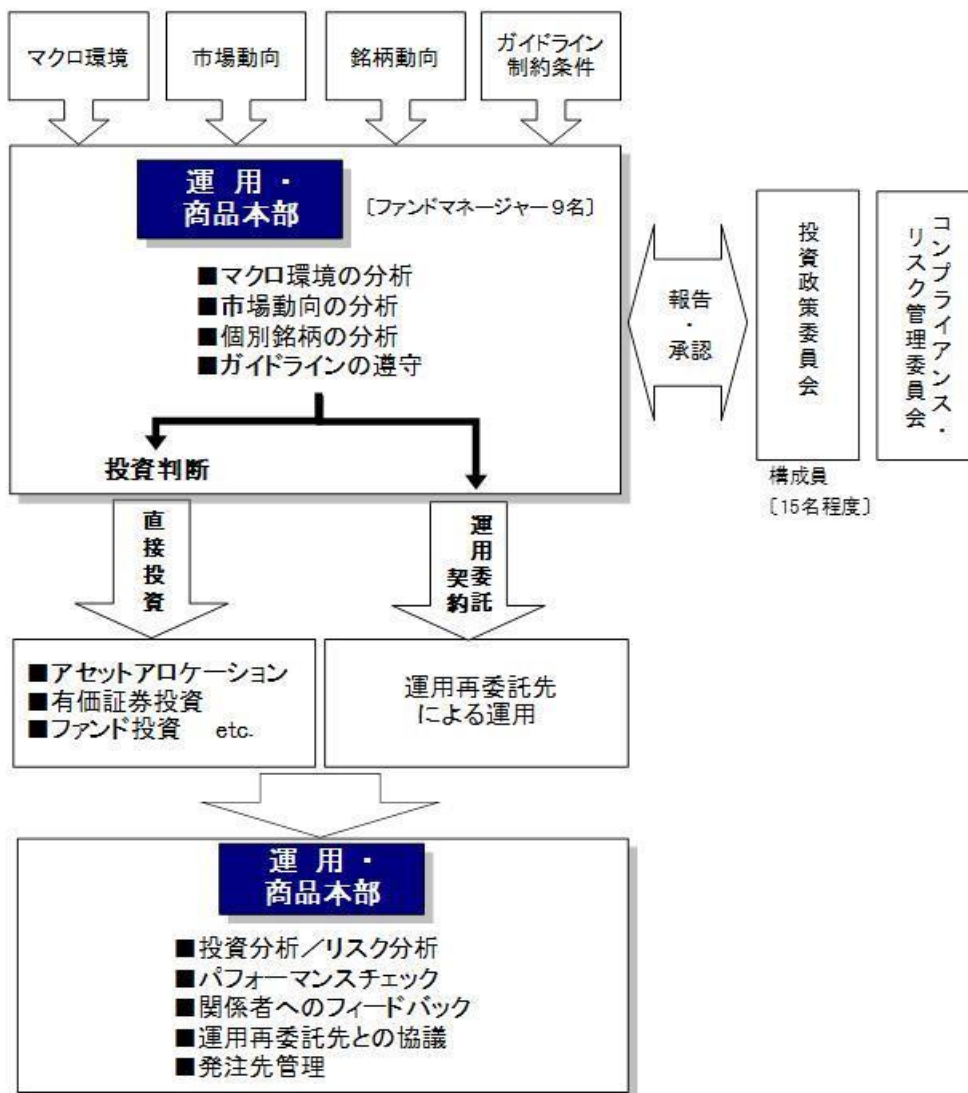 マクロ環境
市場動向
銘柄動向
ガイドライン
制約条件
運 用 ・
商品本部
〔ファンドマネージャー9名〕
■マクロ環境の分析
■市場動向の分析
■個別銘柄の分析
■ガイドラインの遵守
投資判断
報告
・
承認
投資政策委員会
コンプライアンス・
リスク管理委員会
構成員
〔15名程度〕
直接投資
運用委託
契約
■アセットアロケーション
■有価証券投資
■ファンド投資 etc.
運用再委託先
による運用
運 用 ・
商品本部
■投資分析／リスク分析
■パフォーマンスチェック
■関係者へのフィードバック
■運用再委託先との協議
■発注先管理